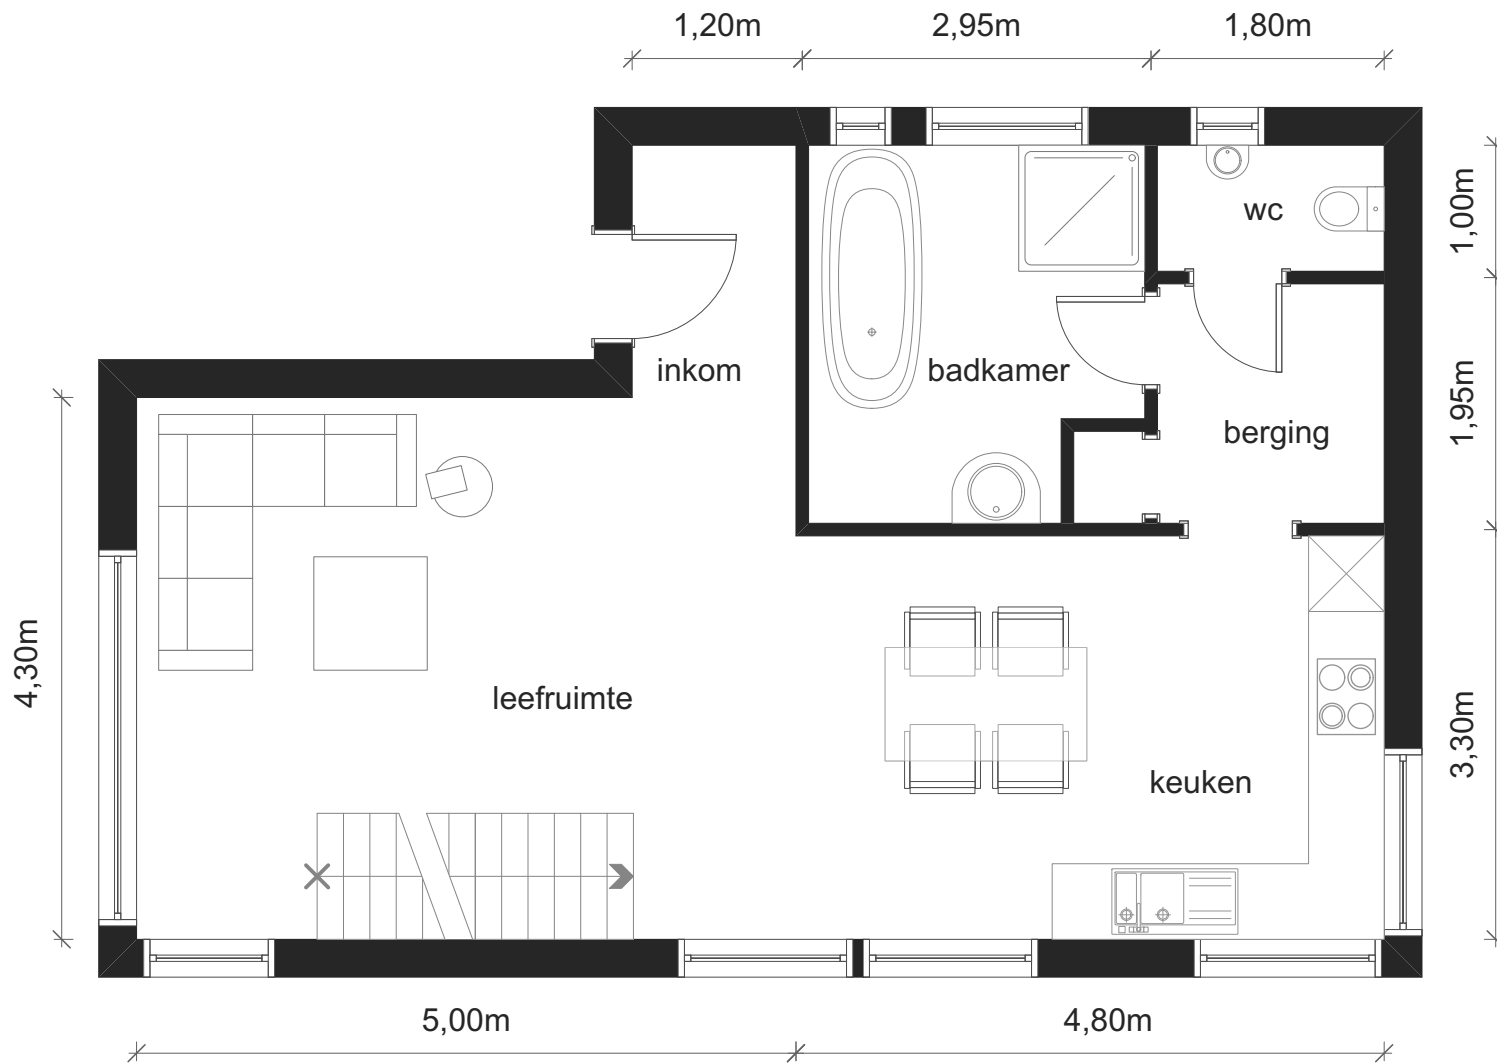 1,20m
2,95m
1,80m
wc
1,00m
inkom
badkamer
berging
1,95m
4,30m
leefruimte
keuken
3,30m
5,00m
4,80m